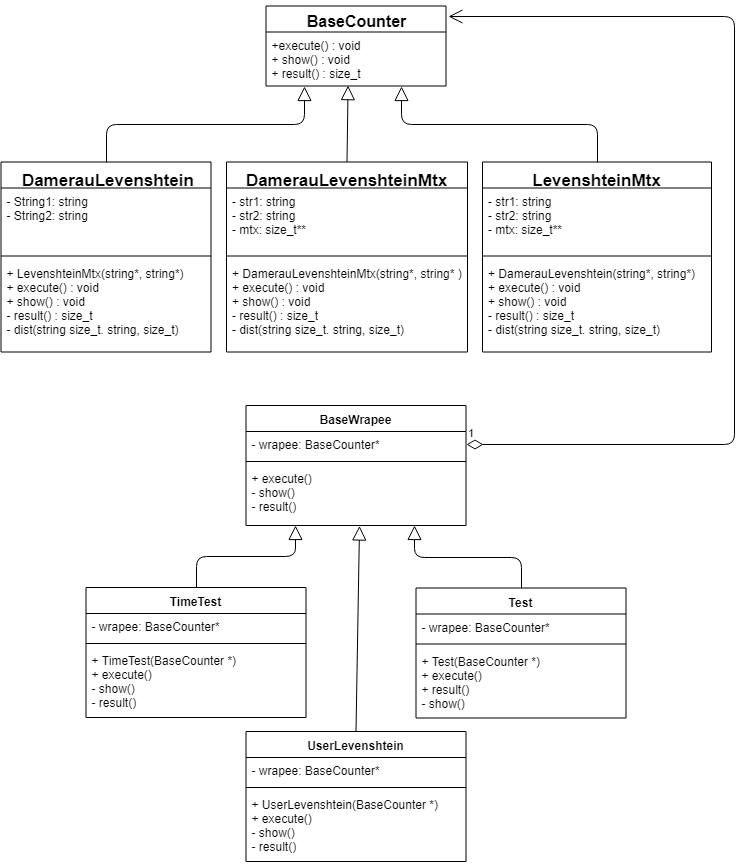 BaseCounter
+execute() : void
+ show() : void
+ result() : size_t
DamerauLevenshtein
- String1: string
- String2: string
+ LevenshteinMtx(string*, string*)
+ execute() : void
+ show() : void
- result() : size_t
- dist(string size_t. string, size_t)
DamerauLevenshteinMtx
- str1: string
- str2: string
- mtx: size_t**
+ DamerauLevenshteinMtx(string*, string* )
+ execute() : void
+ show() : void
- result() : size_t
- dist(string size_t. string, size_t)
LevenshteinMtx
- str1: string
- str2: string
- mtx: size_t**
+ DamerauLevenshtein(string*, string*)
+ execute() : void
+ show() : void
- result() : size_t
- dist(string size_t. string, size_t)
BaseWrapee
- wrapee: BaseCounter*
1
+ execute()
- show()
- result()
TimeTest
- wrapee: BaseCounter*
+ TimeTest(BaseCounter *)
+ execute()
- show()
- result()
Test
- wrapee: BaseCounter*
+ Test(BaseCounter *)
+ execute()
+ result()
- show()
UserLevenshtein
- wrapee: BaseCounter*
+ UserLevenshtein(BaseCounter *)
+ execute()
- show()
- result()